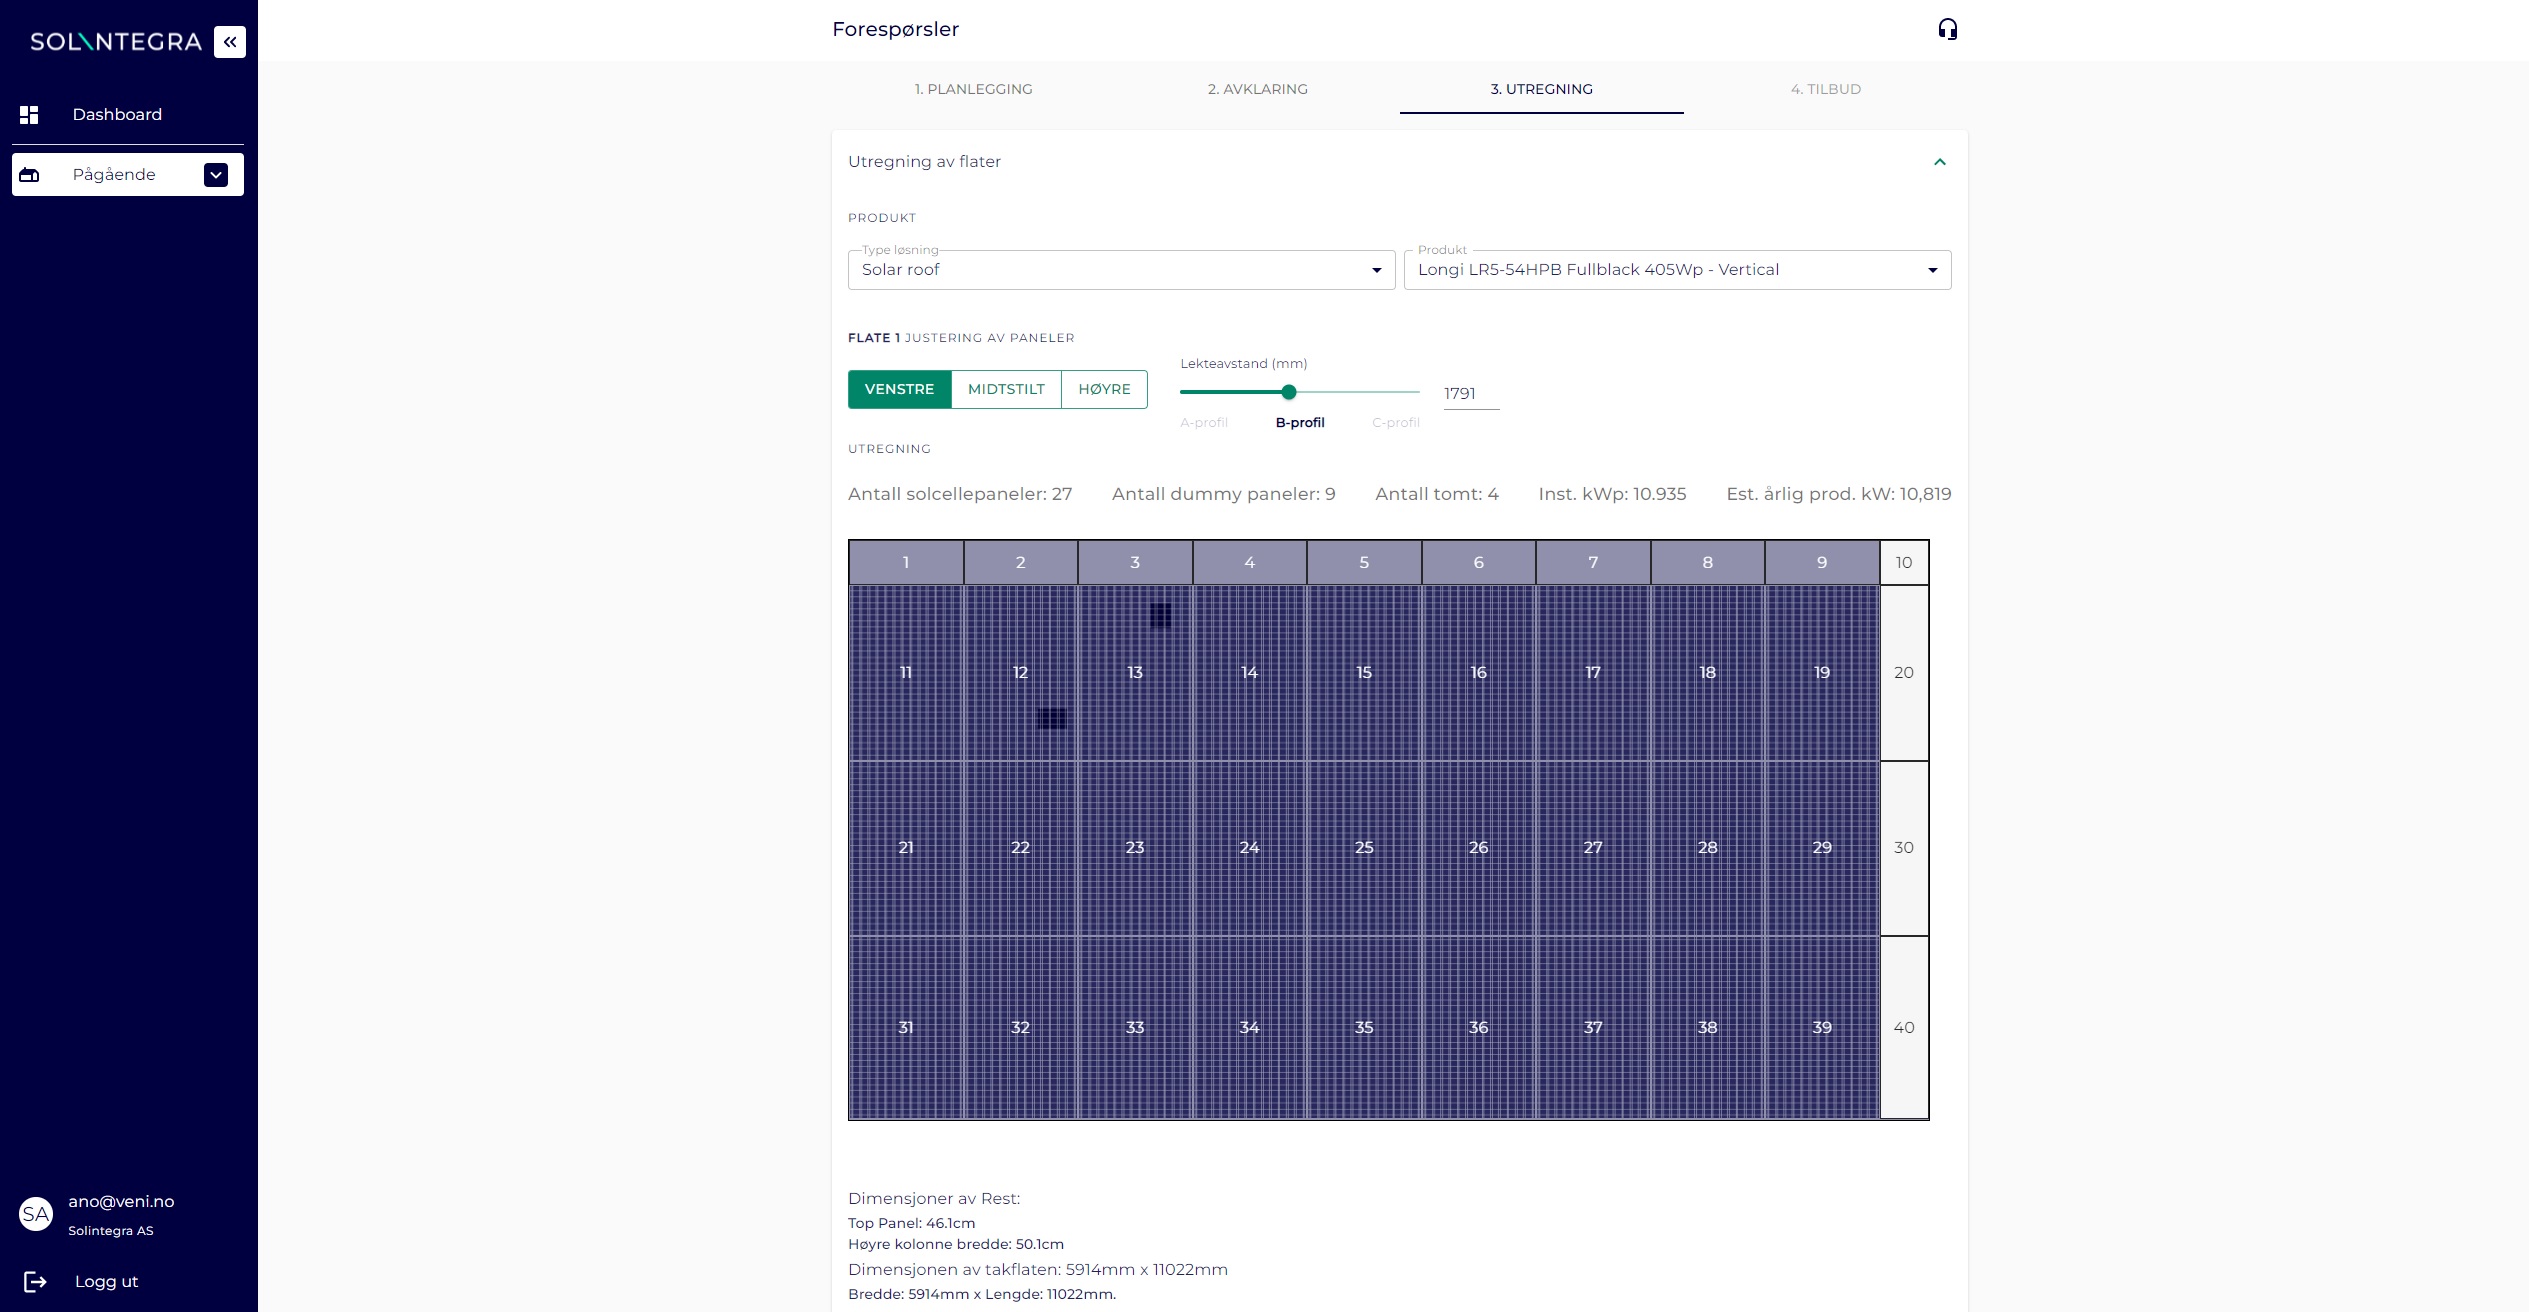 SOLINTEGRA
Forespørsler
Dashboard
Pågående
1. PLANLEGGING
2. AVKLARING
3. UTREGNING
4. TILBUD
Utregning av flater
PRODUKT
Type løsning
Solar roof
Produkt
Longi LR5-54HPB Fullblack 405Wp - Vertical
FLATE 1 JUSTERING AV PANELER
VENSTRE MIDTSTILT HØYRE
Lekteavstand (mm)
1791
A-profil B-profil C-profil
UTREGNING
Antall solcellepaneler: 27 Antall dummy paneler: 9 Antall tomt: 4 Inst. kWp: 10.935 Est. årlig prod. kW: 10,819
1 2 3 4 5 6 7 8 9 10
11 12 13 14 15 16 17 18 19 20
21 22 23 24 25 26 27 28 29 30
31 32 33 34 35 36 37 38 39 40
Dimensjoner av Rest:
Top Panel: 46.1cm
Høyre kolonne bredde: 50.1cm
Dimensjonen av takflaten: 5914mm x 11022mm
Bredde: 5914mm x Lengde: 11022mm.
SA
ano@veni.no
Solintegra AS
Logg ut